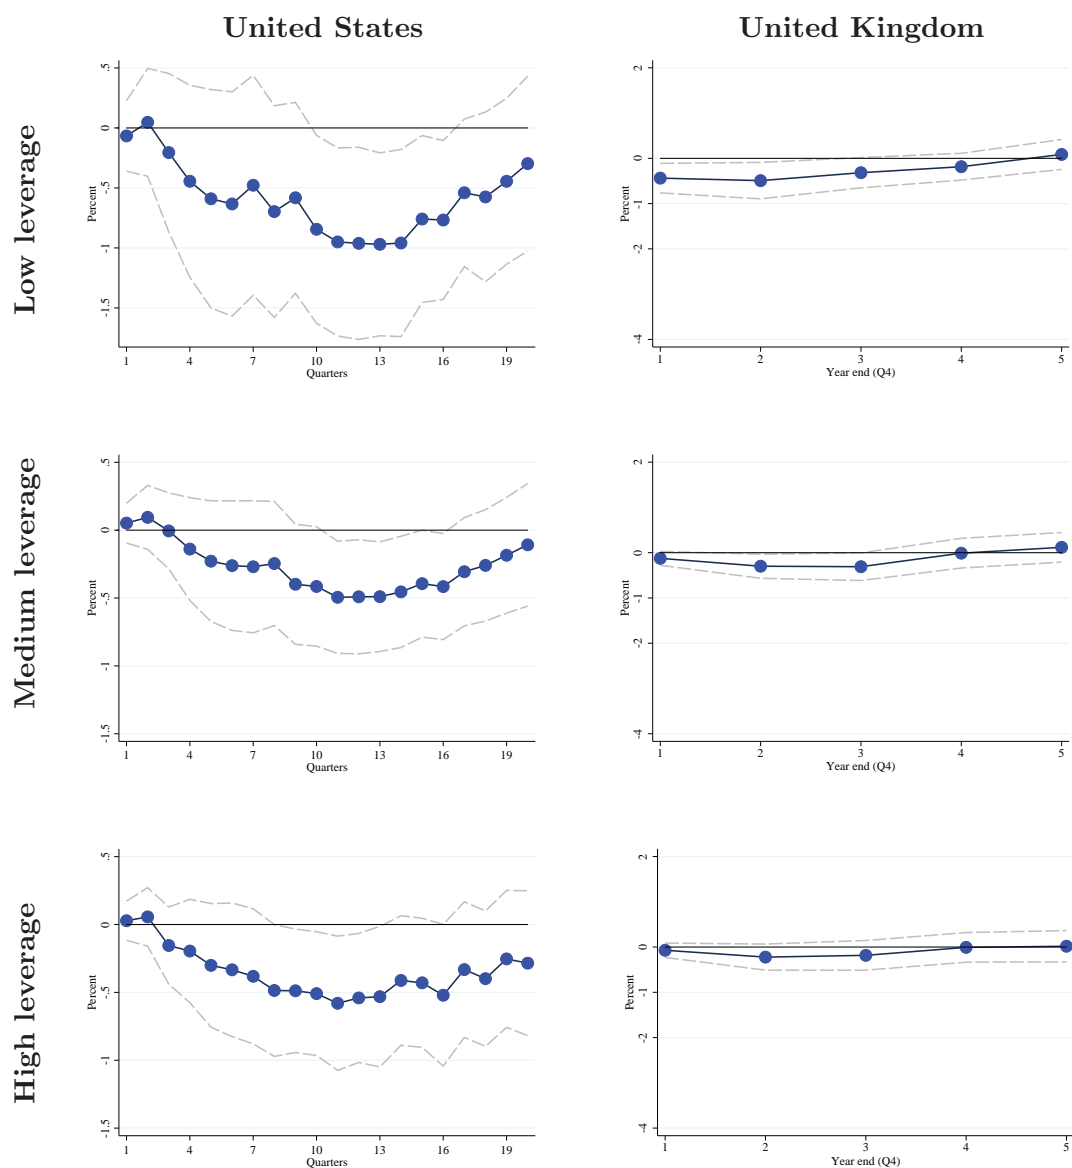 United States United Kingdom
Low leverage
Percent
.5
0
-.5
-1
-1.5
1 4 7 10 13 16 19
Quarters
Percent
2
0
-1
-2
-4
1 2 3 4 5
Year end (Q4)
Medium leverage
Percent
.5
0
-.5
-1
-1.5
1 4 7 10 13 16 19
Quarters
Percent
2
0
-1
-2
-4
1 2 3 4 5
Year end (Q4)
High leverage
Percent
.5
0
-.5
-1
-1.5
1 4 7 10 13 16 19
Quarters
Percent
2
0
-1
-2
-4
1 2 3 4 5
Year end (Q4)